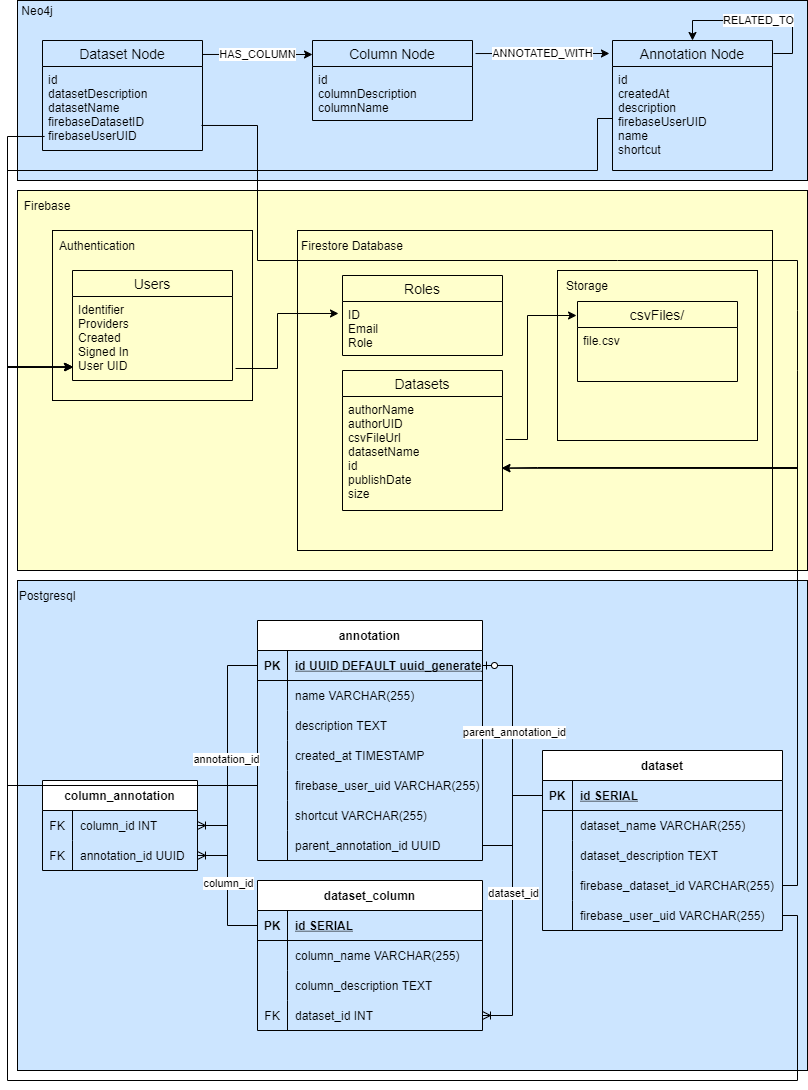 Neo4j
RELATED_TO
Dataset Node
HAS_COLUMN
Column Node
ANNOTATED_WITH
Annotation Node
id
datasetDescription
datasetName
firebaseDatasetID
firebaseUserUID
id
columnDescription
columnName
id
createdAt
description
firebaseUserUID
name
shortcut
Firebase
Authentication
Users
Identifier
Providers
Created
Signed In
User UID
Firestore Database
Roles
ID
Email
Role
Datasets
authorName
authorUID
csvFileUrl
datasetName
id
publishDate
size
Storage
csvFiles/
file.csv
Postgresql
annotation
PK id UUID DEFAULT uuid_generate
name VARCHAR(255)
description TEXT
created_at TIMESTAMP
firebase_user_uid VARCHAR(255)
shortcut VARCHAR(255)
parent_annotation_id UUID
parent_annotation_id
annotation_id
column_annotation
FK column_id INT
FK annotation_id UUID
column_id
dataset_id
dataset
PK id SERIAL
dataset_name VARCHAR(255)
dataset_description TEXT
firebase_dataset_id VARCHAR(255)
firebase_user_uid VARCHAR(255)
dataset_column
PK id SERIAL
column_name VARCHAR(255)
column_description TEXT
FK dataset_id INT